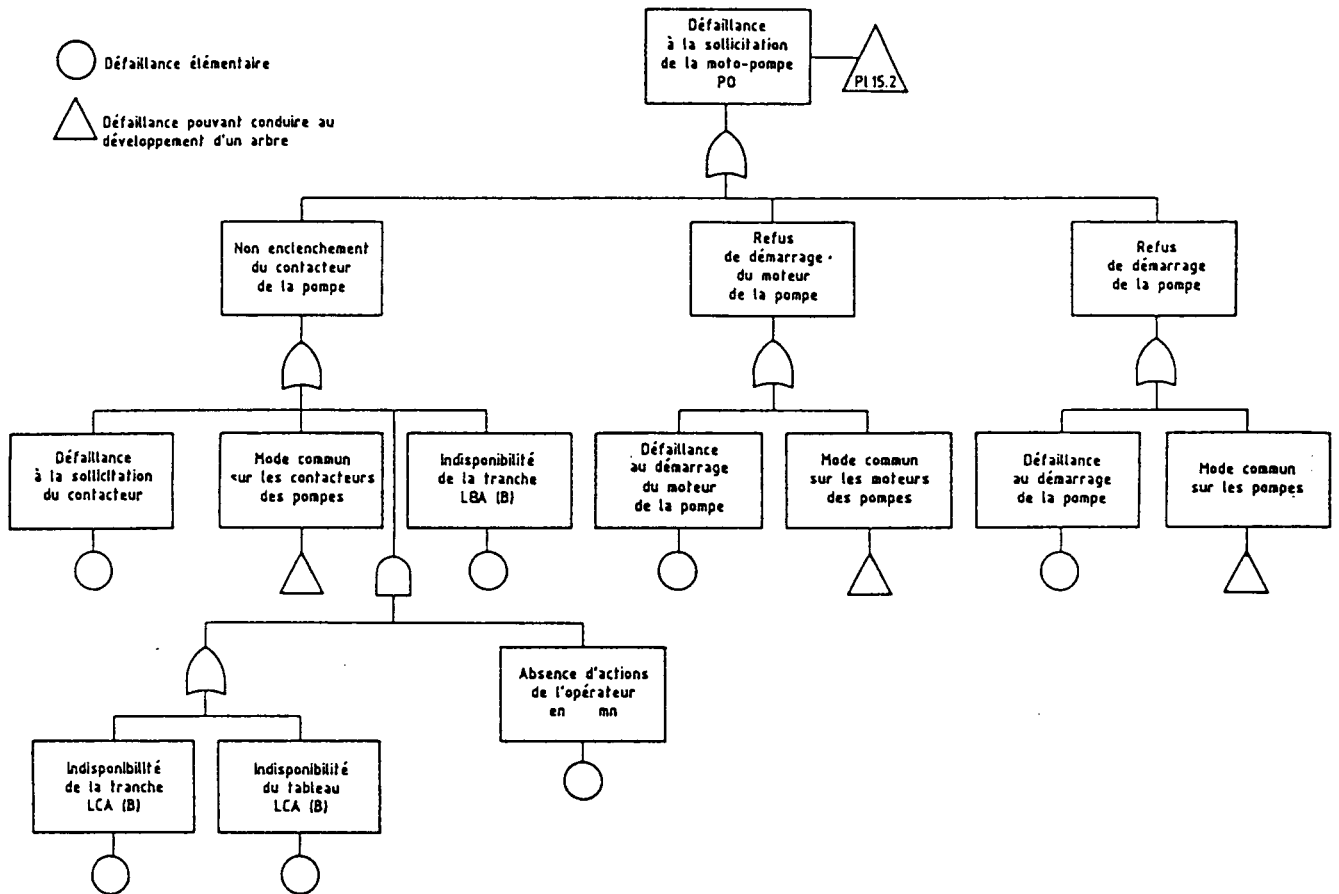 Défaillance élémentaire
Défaillance pouvant conduire au
développement d'un arbre
Défaillance
à la sollicitation
de la moto-pompe
PO
Pl 15.2
Non enclenchement
du contacteur
de la pompe
Refus
de démarrage
du moteur
de la pompe
Refus
de démarrage
de la pompe
Défaillance
à la sollicitation
du contacteur
Mode commun
sur les contacteurs
des pompes
Indisponibilité
de la tranche
LBA (B)
Défaillance
au démarrage
du moteur
de la pompe
Mode commun
sur les moteurs
des pompes
Défaillance
au démarrage
de la pompe
Mode commun
sur les pompes
Absence d'actions
de l'opérateur
en mn
Indisponibilité
de la tranche
LCA (B)
Indisponibilité
du tableau
LCA (B)